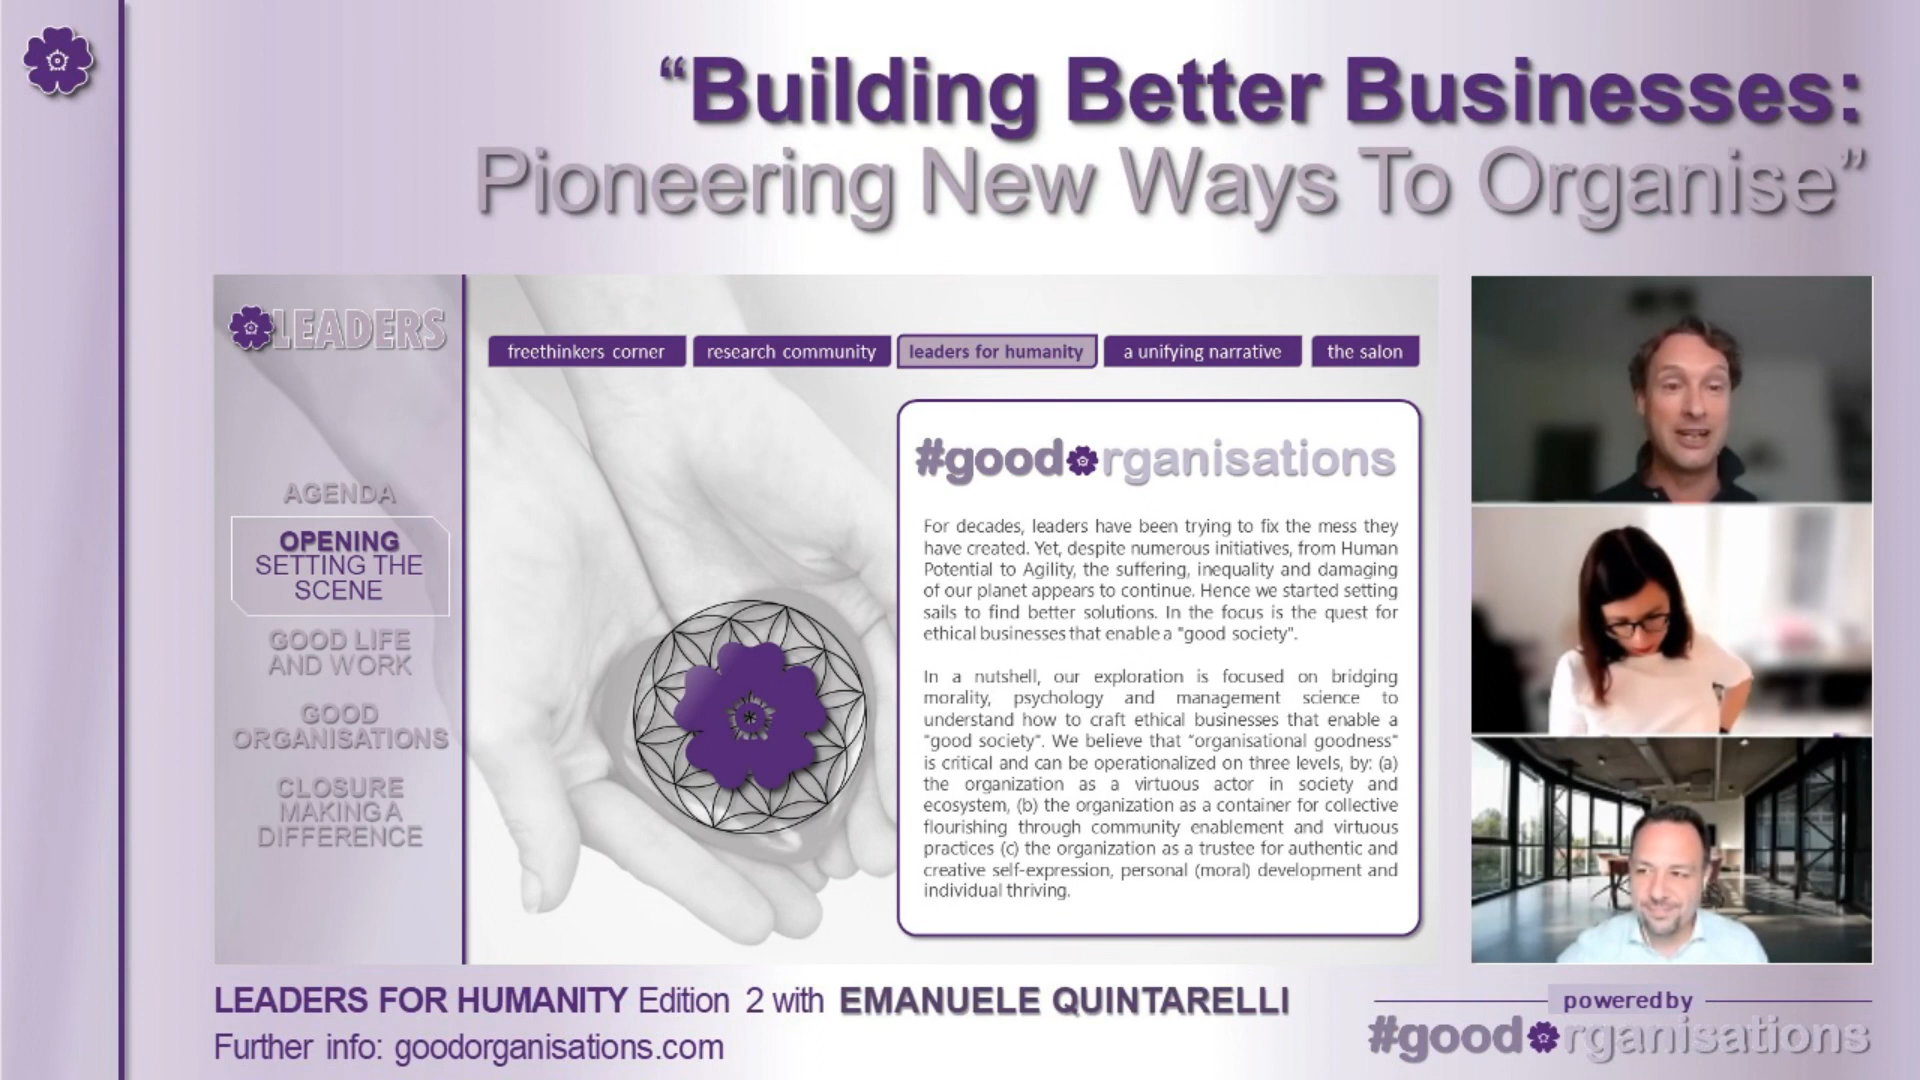 “Building Better Businesses:
Pioneering New Ways To Organise”
LEADERS
AGENDA
OPENING
SETTING THE
SCENE
GOOD LIFE
AND WORK
GOOD
ORGANISATIONS
CLOSURE
MAKING A
DIFFERENCE
freethinkers corner
research community
leaders for humanity
a unifying narrative
the salon
#goodorganisations
For decades, leaders have been trying to fix the mess they
have created. Yet, despite numerous initiatives, from Human
Potential to Agility, the suffering, inequality and damaging
of our planet appears to continue. Hence we started setting
sails to find better solutions. In the focus is the quest for
ethical businesses that enable a "good society".
In a nutshell, our exploration is focused on bridging
morality, psychology and management science to
understand how to craft ethical businesses that enable a
"good society". We believe that "organisational goodness"
is critical and can be operationalized on three levels, by: (a)
the organization as a virtuous actor in society and
ecosystem, (b) the organization as a container for collective
flourishing through community enablement and virtuous
practices (c) the organization as a trustee for authentic and
creative self-expression, personal (moral) development and
individual thriving.
LEADERS FOR HUMANITY Edition 2 with EMANUELE QUINTARELLI
Further info: goodorganisations.com
powered by
#goodorganisations